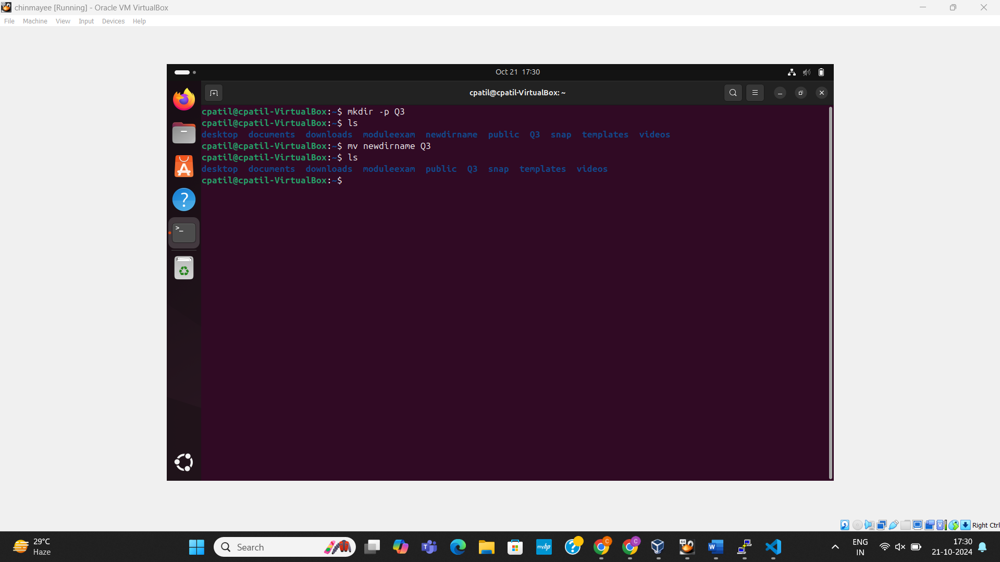 chinmayee [Running] - Oracle VM VirtualBox
File Machine View Input Devices Help
Oct 21 17:30
cpatil@cpatil-VirtualBox: ~
cpatil@cpatil-VirtualBox:~$ mkdir -p Q3
cpatil@cpatil-VirtualBox:~$ ls
desktop documents downloads moduleexam newdirname public Q3 snap templates videos
cpatil@cpatil-VirtualBox:~$ mv newdirname Q3
cpatil@cpatil-VirtualBox:~$ ls
desktop documents downloads moduleexam public Q3 snap templates videos
cpatil@cpatil-VirtualBox:~$
Right Ctrl
29°C
Haze
Search
myhp
C
C
64
ENG
IN
17:30
21-10-2024